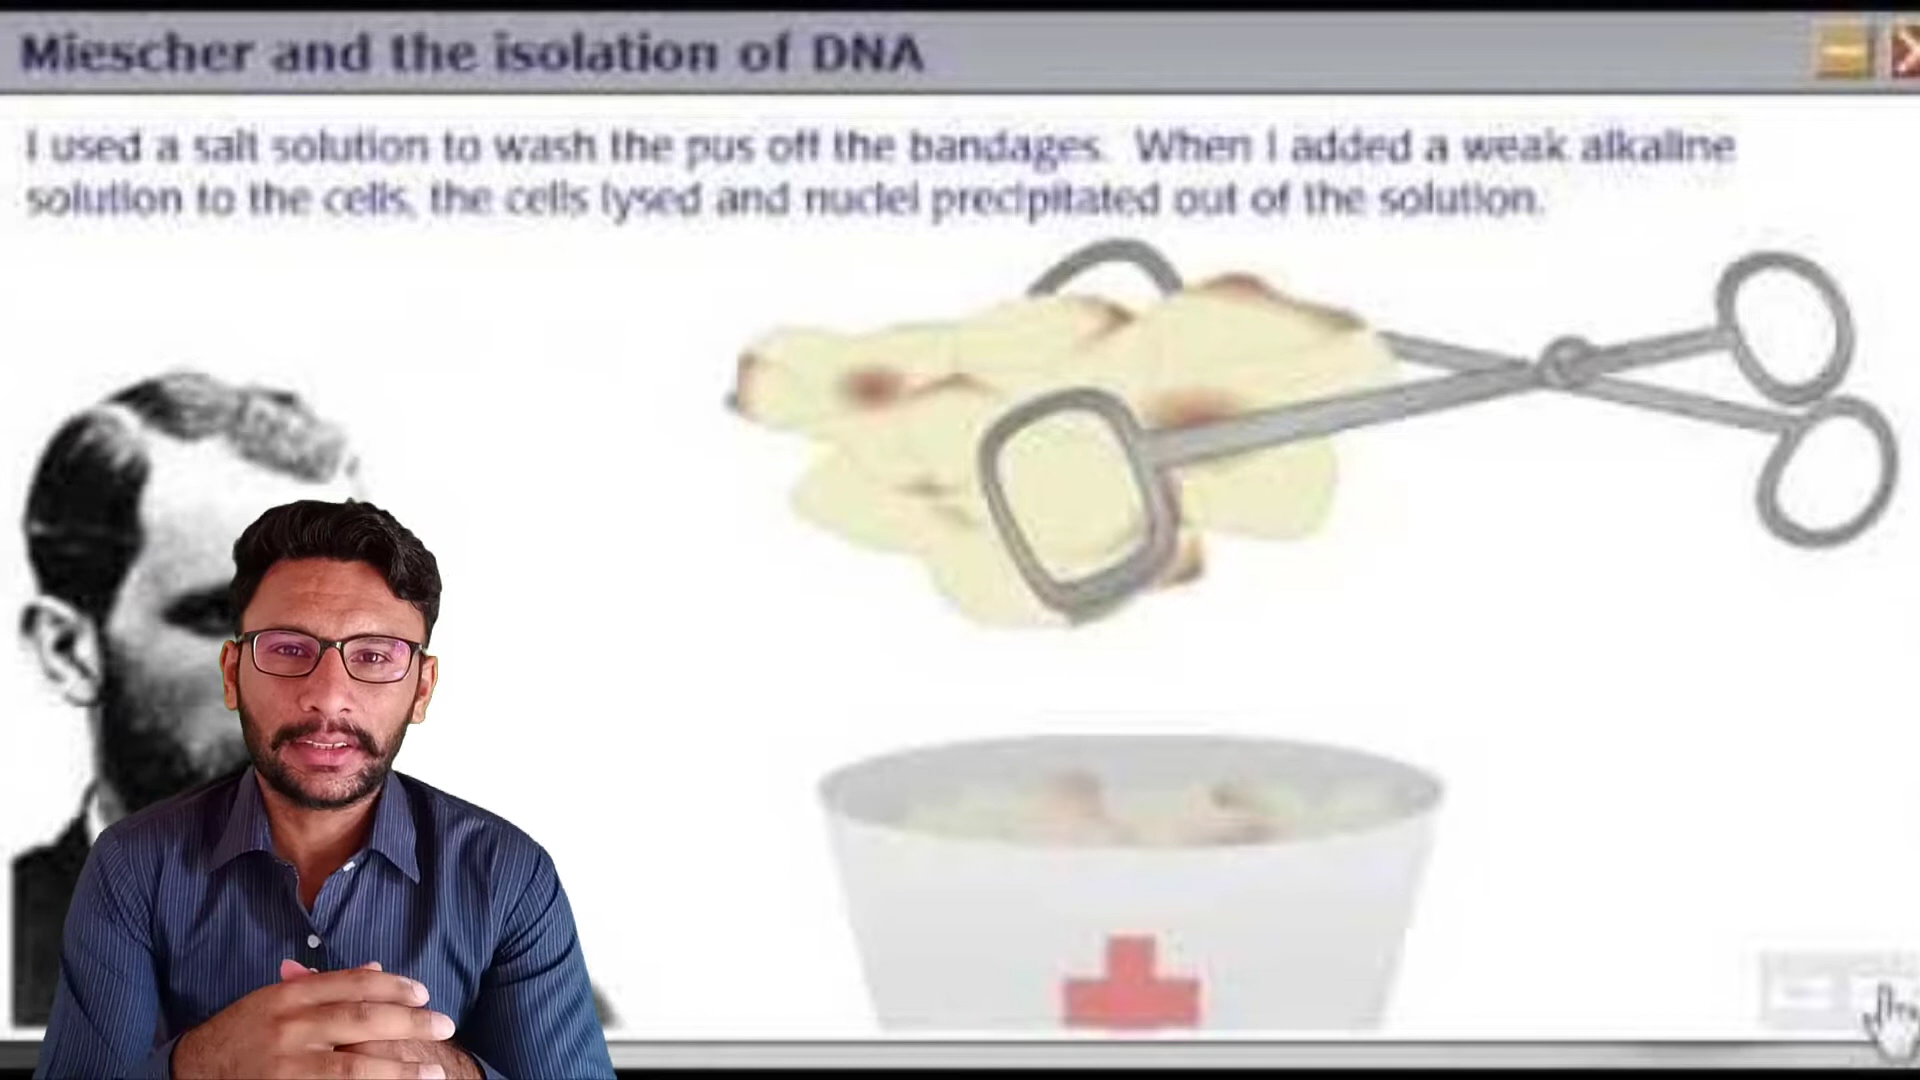 Miescher and the isolation of DNA
I used a salt solution to wash the pus off the bandages. When I added a weak alkaline
solution to the cells, the cells lysed and nuclei precipitated out of the solution.